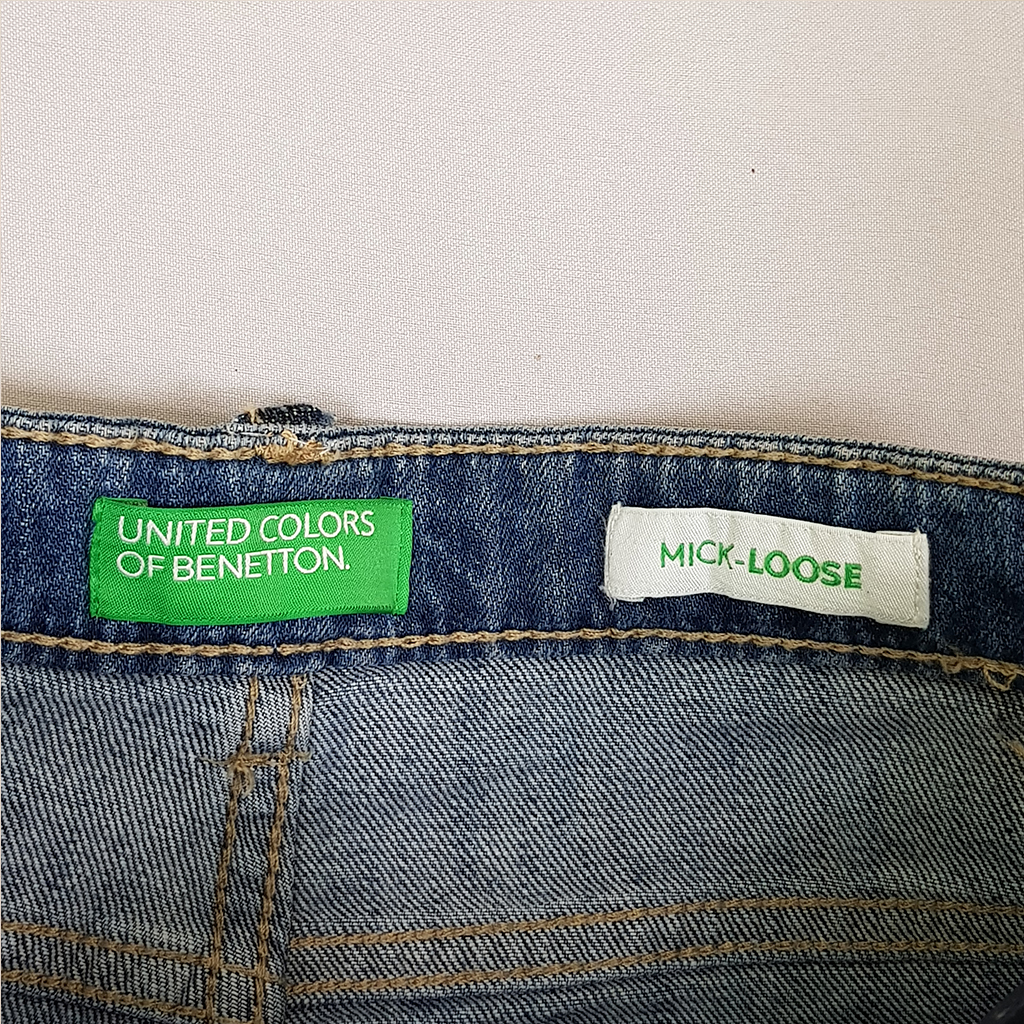 UNITED COLORS
OF BENETTON.
MICK-LOOSE